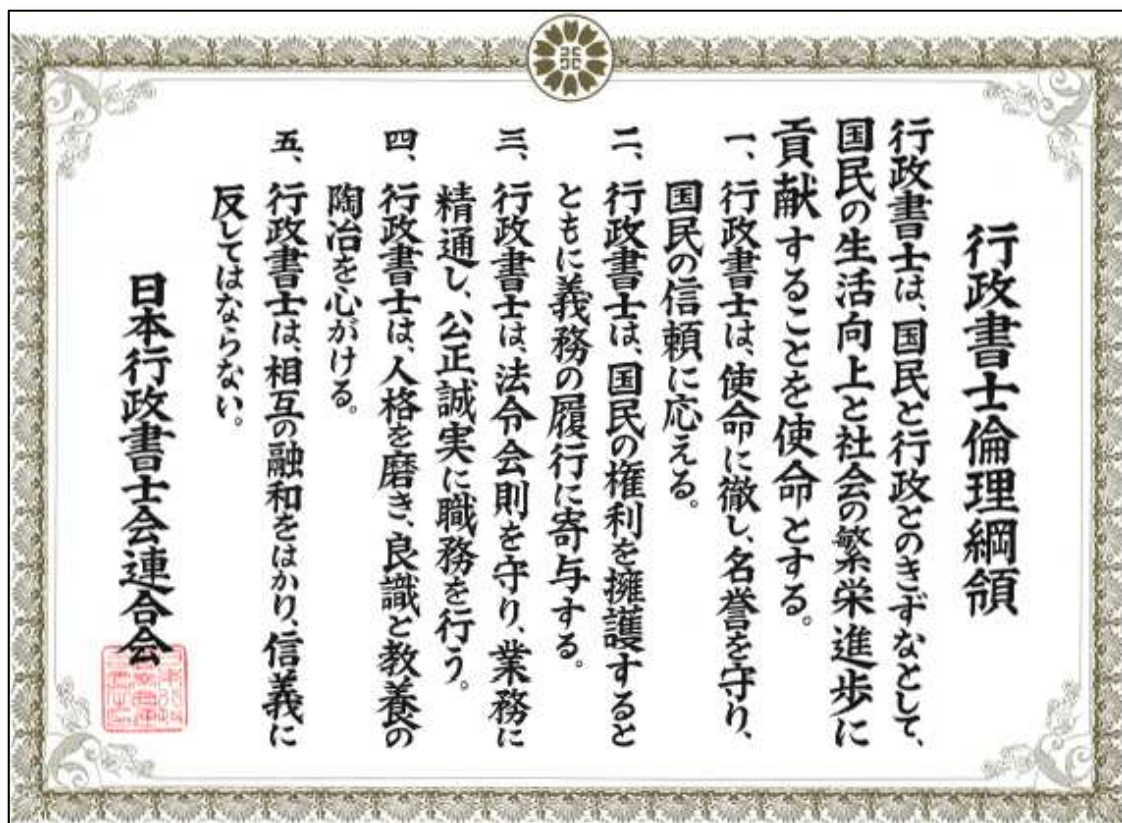 行政書士倫理綱領
行政書士は、国民と行政とのきずなとして、
国民の生活向上と社会の繁栄進歩に
貢献することを使命とする。
一、行政書士は、使命に徹し、名誉を守り、
国民の信頼に応える。
二、行政書士は、国民の権利を擁護すると
ともに義務の履行に寄与する。
三、行政書士は、法令会則を守り、業務に
精通し、公正誠実に職務を行う。
四、行政書士は、人格を磨き、良識と教養の
陶冶を心がける。
五、行政書士は、相互の融和をはかり、信義に
反してはならない。
日本行政書士会連合会